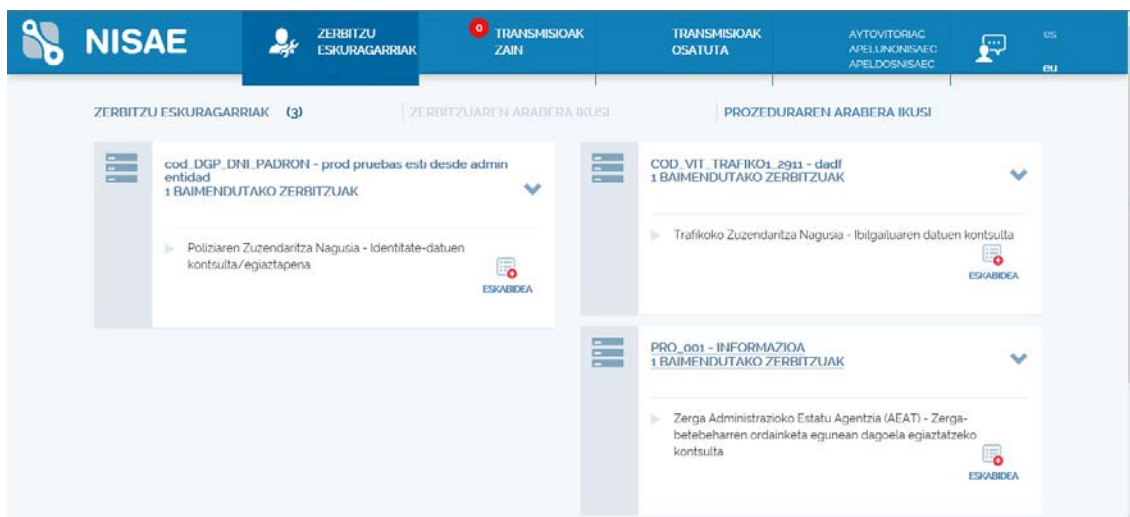 NISAE
ZERBITZU
ESKURAGARRIAK
0
TRANSMISIOAK
ZAIN
TRANSMISIOAK
OSATUTA
AYTOVITORIAC
APELUNONISAEC
APELDOSNISAEC
es
eu
ZERBITZU ESKURAGARRIAK (3)
ZERBITZUAREN ARABERA IKUSI
PROZEDURAREN ARABERA IKUSI
cod_DGP_DNI_PADRON - prod pruebas esti desde admin
entidad
1 BAIMENDUTAKO ZERBITZUAK
Poliziaren Zuzendaritza Nagusia - Identitate-datuen
kontsulta/egiaztapena
ESKABIDEA
COD_VIT_TRAFIKO1_2911 - dadf
1 BAIMENDUTAKO ZERBITZUAK
Trafikoko Zuzendaritza Nagusia - Ibilgailuaren datuen kontsulta
ESKABIDEA
PRO_001 - INFORMAZIOA
1 BAIMENDUTAKO ZERBITZUAK
Zerga Administrazioko Estatu Agentzia (AEAT) - Zerga-
betebeharren ordainketa egunean dagoela egiaztatzeko
kontsulta
ESKABIDEA